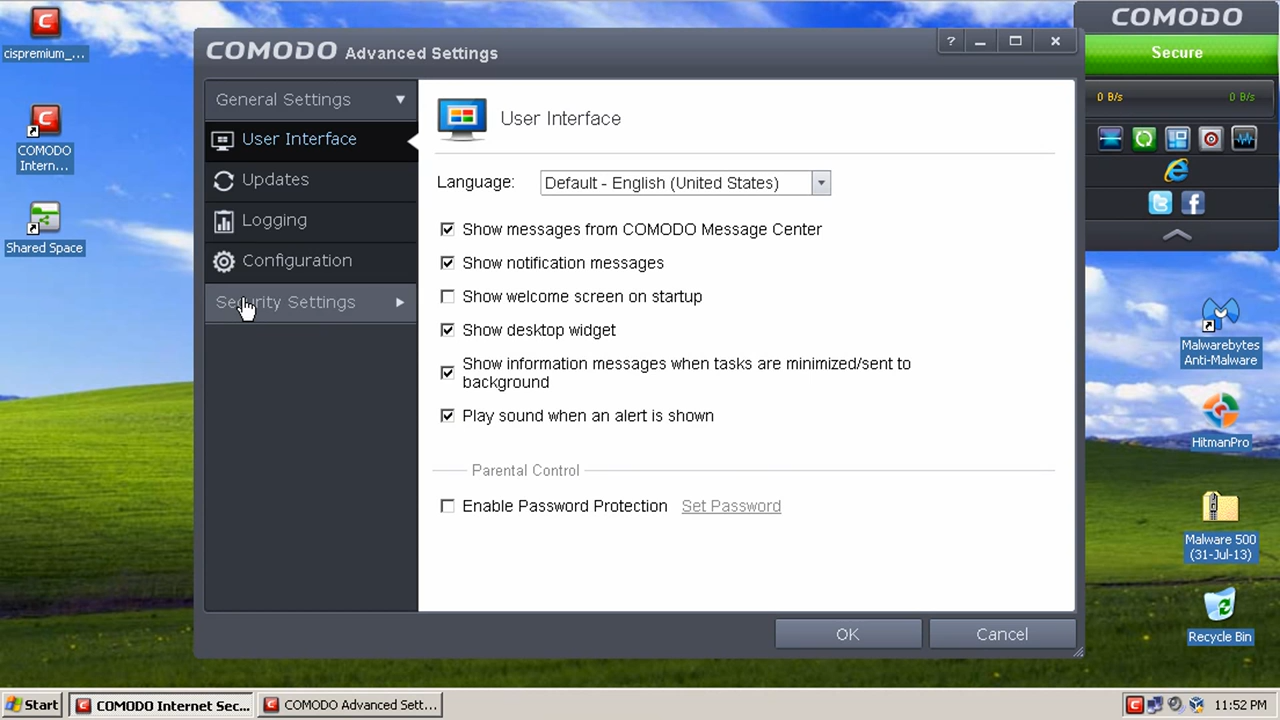 cispremium_...
COMODO
Intern...
Shared Space
COMODO Advanced Settings
?
General Settings
User Interface
Updates
Logging
Configuration
Security Settings
User Interface
Language:
Default - English (United States)
Show messages from COMODO Message Center
Show notification messages
Show welcome screen on startup
Show desktop widget
Show information messages when tasks are minimized/sent to
background
Play sound when an alert is shown
Parental Control
Enable Password Protection Set Password
OK
Cancel
COMODO
Secure
0 B/s
0 B/s
Malwarebytes
Anti-Malware
HitmanPro
Malware 500
(31-Jul-13)
Recycle Bin
Start
COMODO Internet Sec...
COMODO Advanced Sett...
11:52 PM